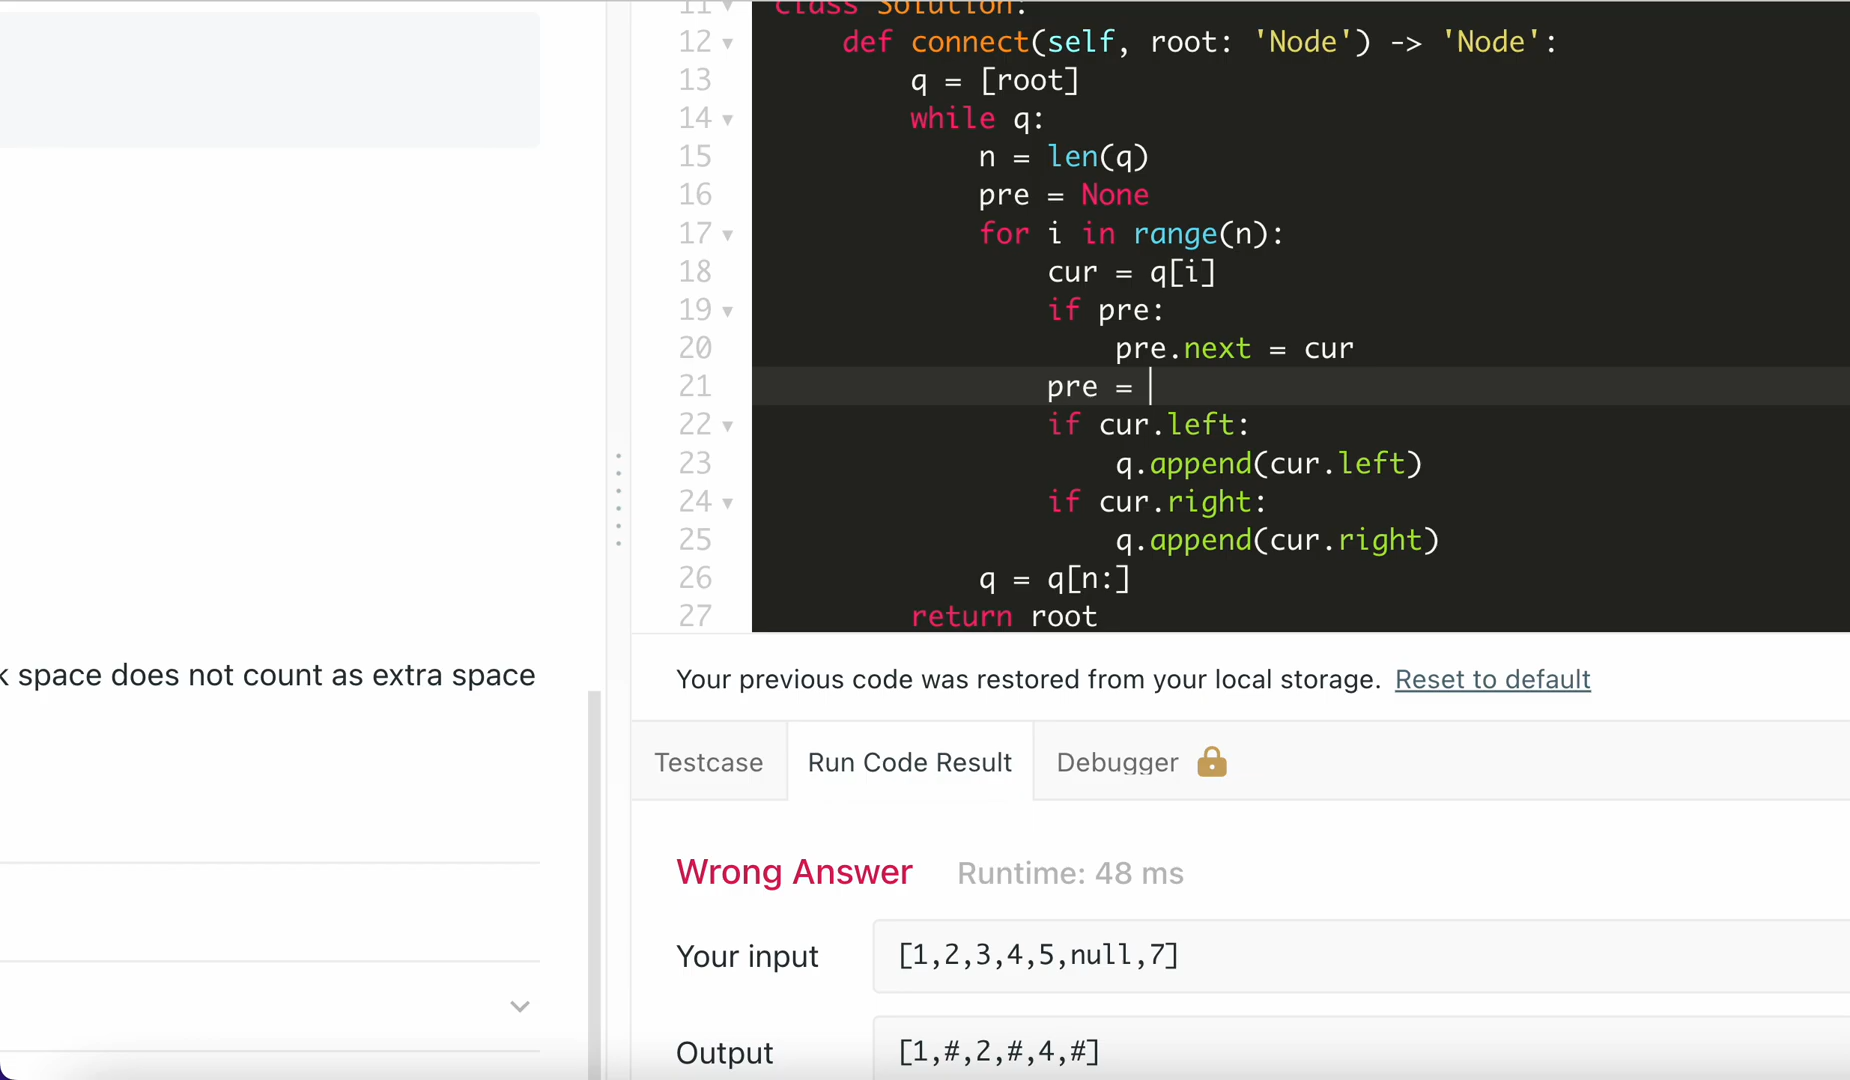 11 class Solution:
12 def connect(self, root: 'Node') -> 'Node':
13 q = [root]
14 while q:
15 n = len(q)
16 pre = None
17 for i in range(n):
18 cur = q[i]
19 if pre:
20 pre.next = cur
21 pre =
22 if cur.left:
23 q.append(cur.left)
24 if cur.right:
25 q.append(cur.right)
26 q = q[n:]
27 return root
k space does not count as extra space
Your previous code was restored from your local storage. Reset to default
Testcase Run Code Result Debugger
Wrong Answer Runtime: 48 ms
Your input [1,2,3,4,5,null,7]
Output [1,#,2,#,4,#]